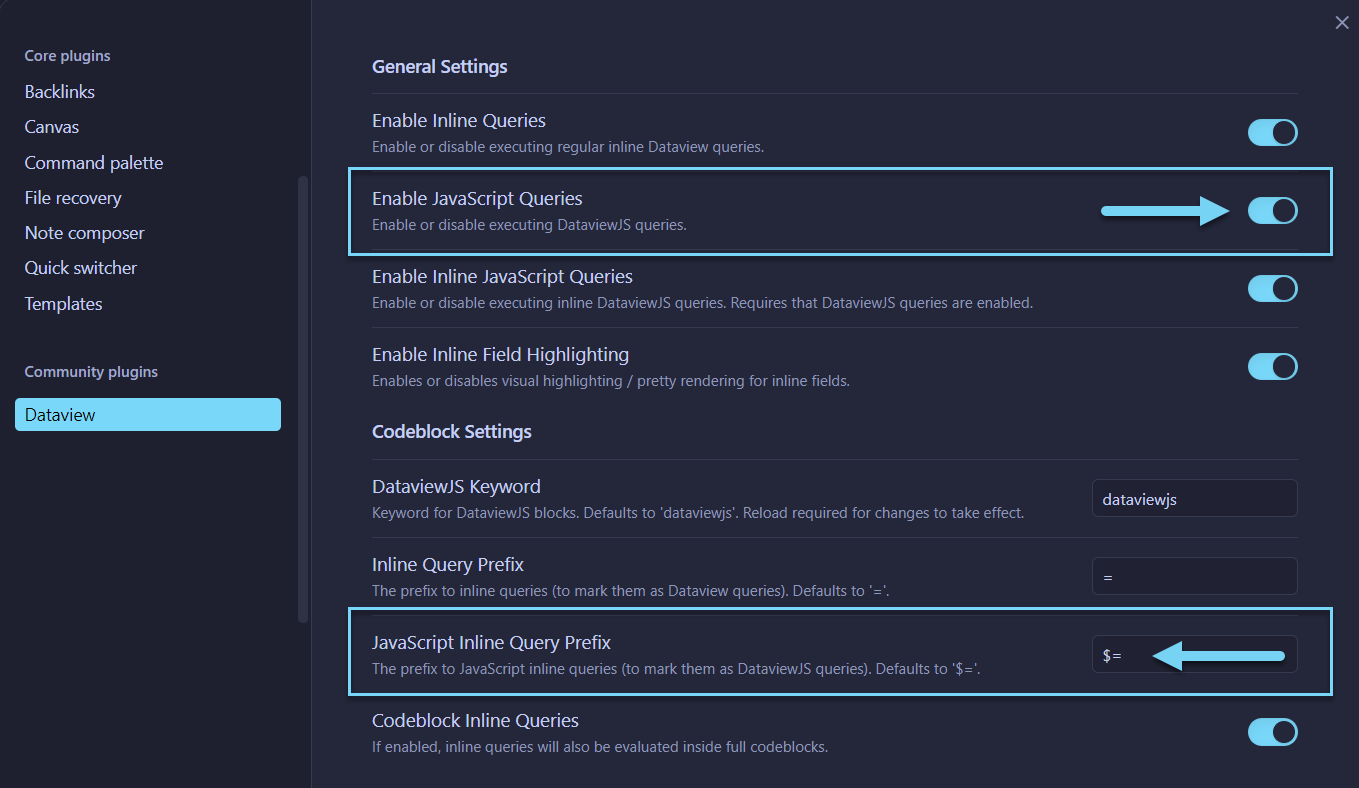 Core plugins
Backlinks
Canvas
Command palette
File recovery
Note composer
Quick switcher
Templates
Community plugins
Dataview
General Settings
Enable Inline Queries
Enable or disable executing regular inline Dataview queries.
Enable JavaScript Queries
Enable or disable executing DataviewJS queries.
Enable Inline JavaScript Queries
Enable or disable executing inline DataviewJS queries. Requires that DataviewJS queries are enabled.
Enable Inline Field Highlighting
Enables or disables visual highlighting / pretty rendering for inline fields.
Codeblock Settings
DataviewJS Keyword
Keyword for DataviewJS blocks. Defaults to 'dataviewjs'. Reload required for changes to take effect.
dataviewjs
Inline Query Prefix
The prefix to inline queries (to mark them as Dataview queries). Defaults to '='.
=
JavaScript Inline Query Prefix
The prefix to JavaScript inline queries (to mark them as DataviewJS queries). Defaults to '$='.
$=
Codeblock Inline Queries
If enabled, inline queries will also be evaluated inside full codeblocks.